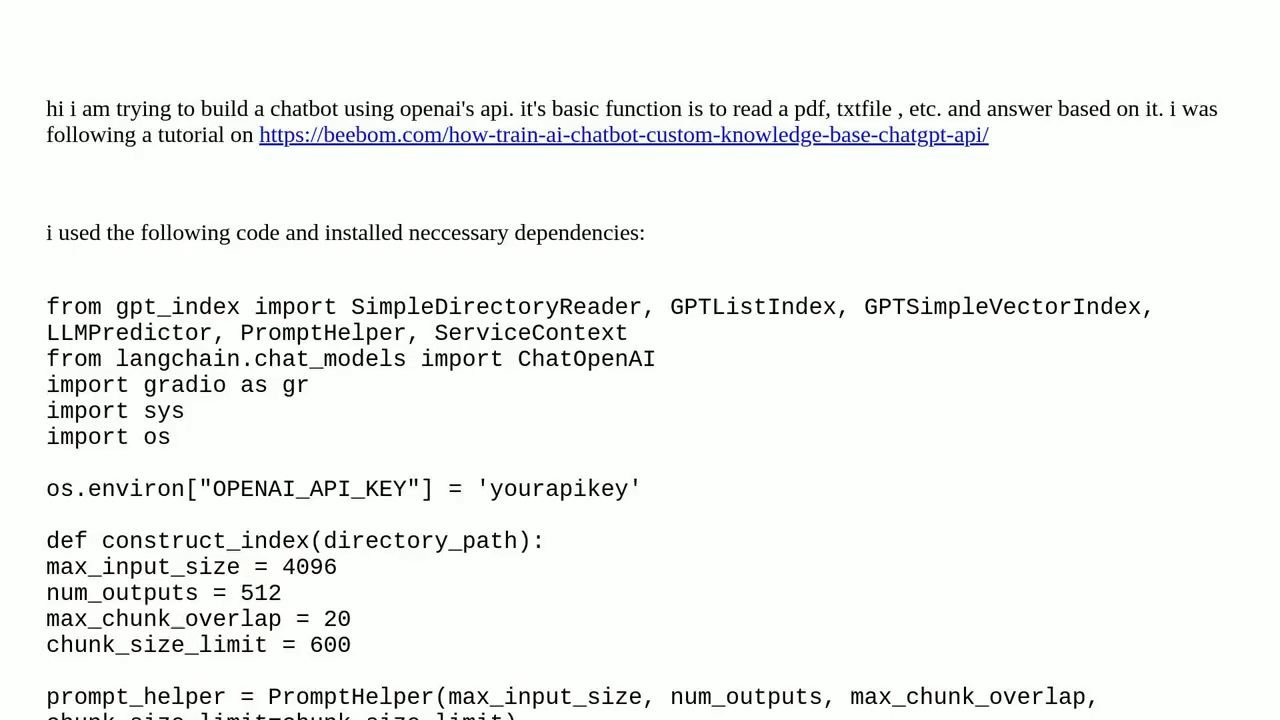 hi i am trying to build a chatbot using openai's api. it's basic function is to read a pdf, txtfile , etc. and answer based on it. i was
following a tutorial on https://beebom.com/how-train-ai-chatbot-custom-knowledge-base-chatgpt-api/
i used the following code and installed neccessary dependencies:
from gpt_index import SimpleDirectoryReader, GPTListIndex, GPTSimpleVectorIndex,
LLMPredictor, PromptHelper, ServiceContext
from langchain.chat_models import ChatOpenAI
import gradio as gr
import sys
import os
os.environ["OPENAI_API_KEY"] = 'yourapikey'
def construct_index(directory_path):
max_input_size = 4096
num_outputs = 512
max_chunk_overlap = 20
chunk_size_limit = 600
prompt_helper = PromptHelper(max_input_size, num_outputs, max_chunk_overlap,
chunk_size_limit=chunk_size_limit)